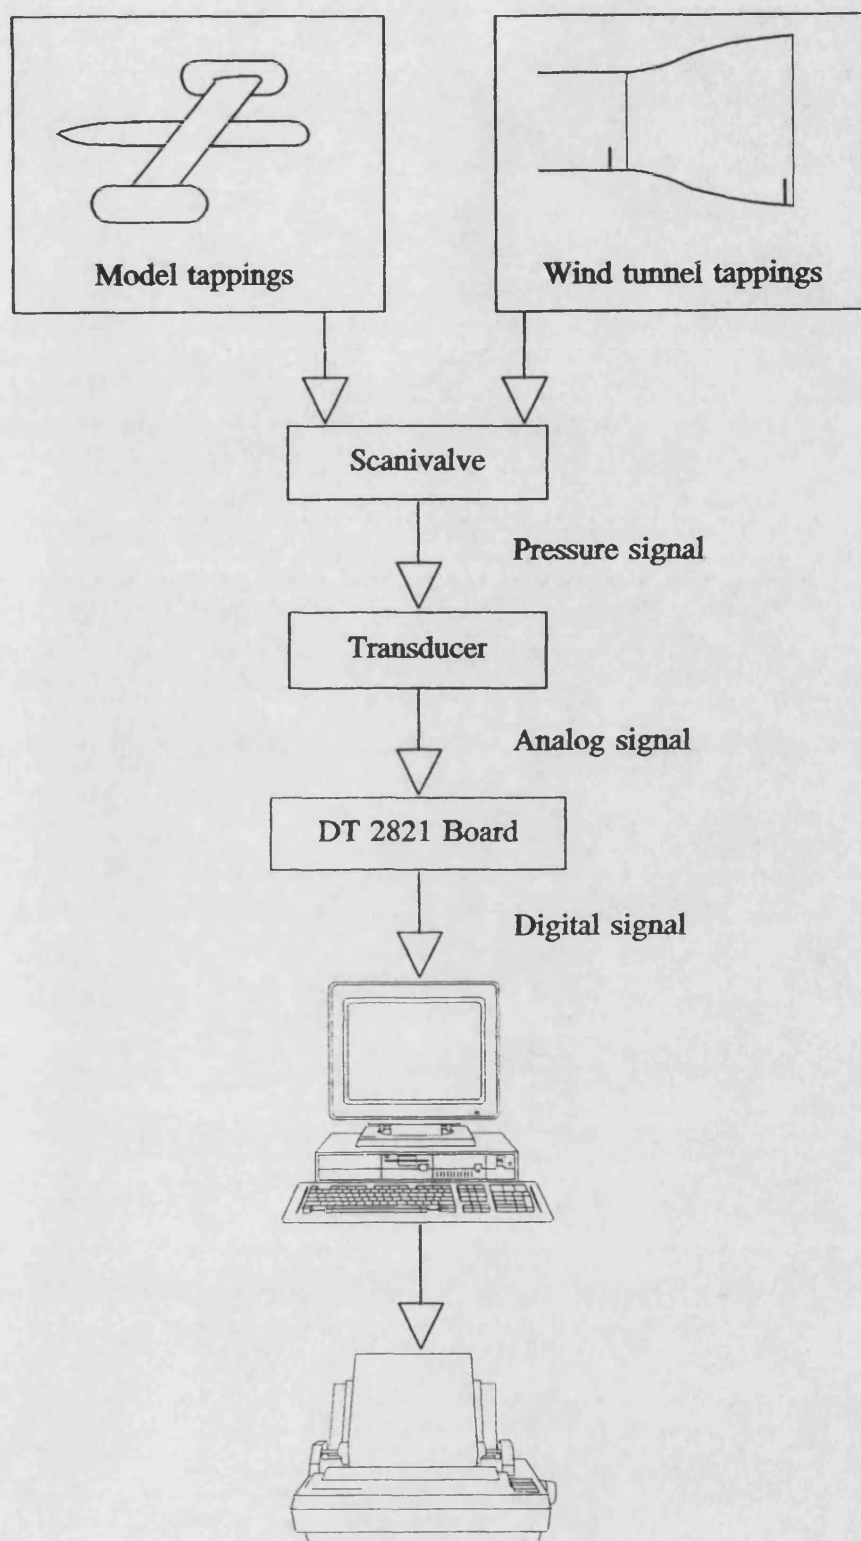 Model tappings
Wind tunnel tappings
Scanivalve
Pressure signal
Transducer
Analog signal
DT 2821 Board
Digital signal